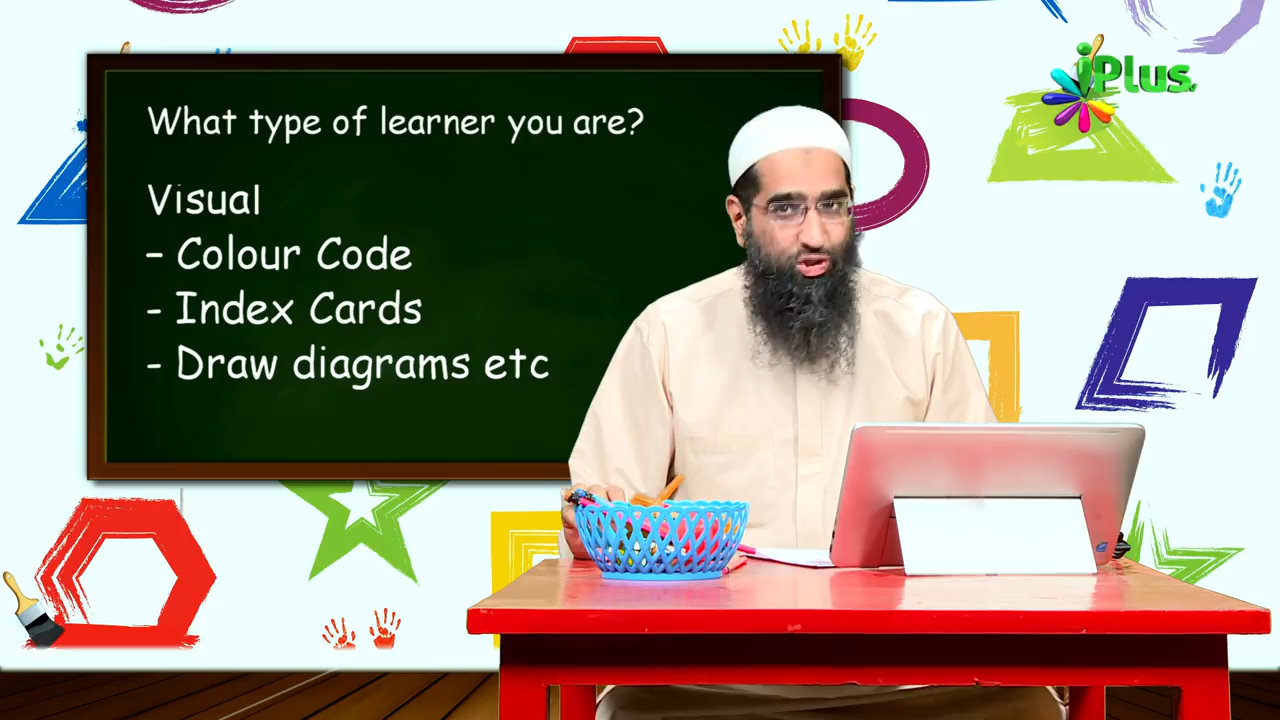 What type of learner you are?
Visual
- Colour Code
- Index Cards
- Draw diagrams etc
iPlus